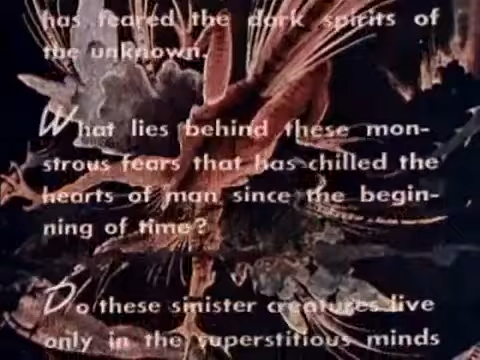 has feared the dark spirits of
the unknown.
What lies behind these mon-
strous fears that has chilled the
hearts of man since the begin-
ning of time?
Do these sinister creatures live
only in the superstitious minds